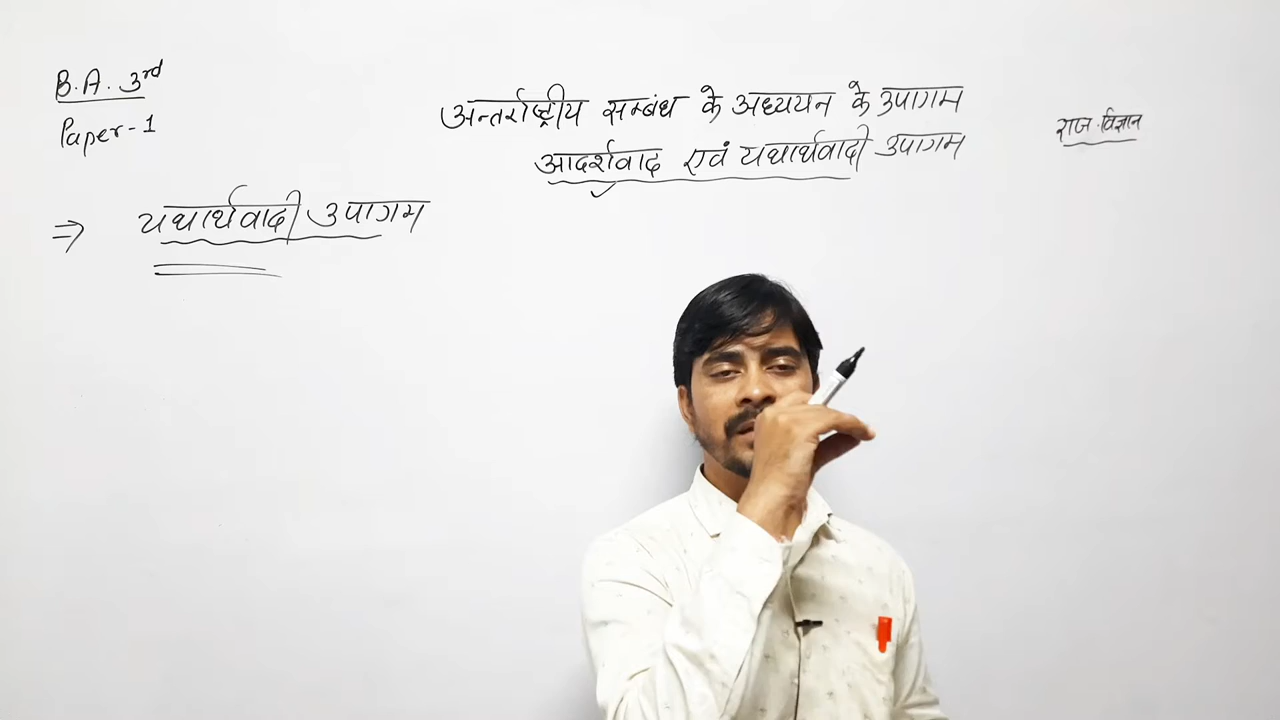 B.A. 3rd
Paper-1
अन्तर्राष्ट्रीय सम्बंध के अध्ययन के उपागम
आदर्शवाद एवं यथार्थवादी उपागम
राज.विज्ञान
⇒ यथार्थवादी उपागम